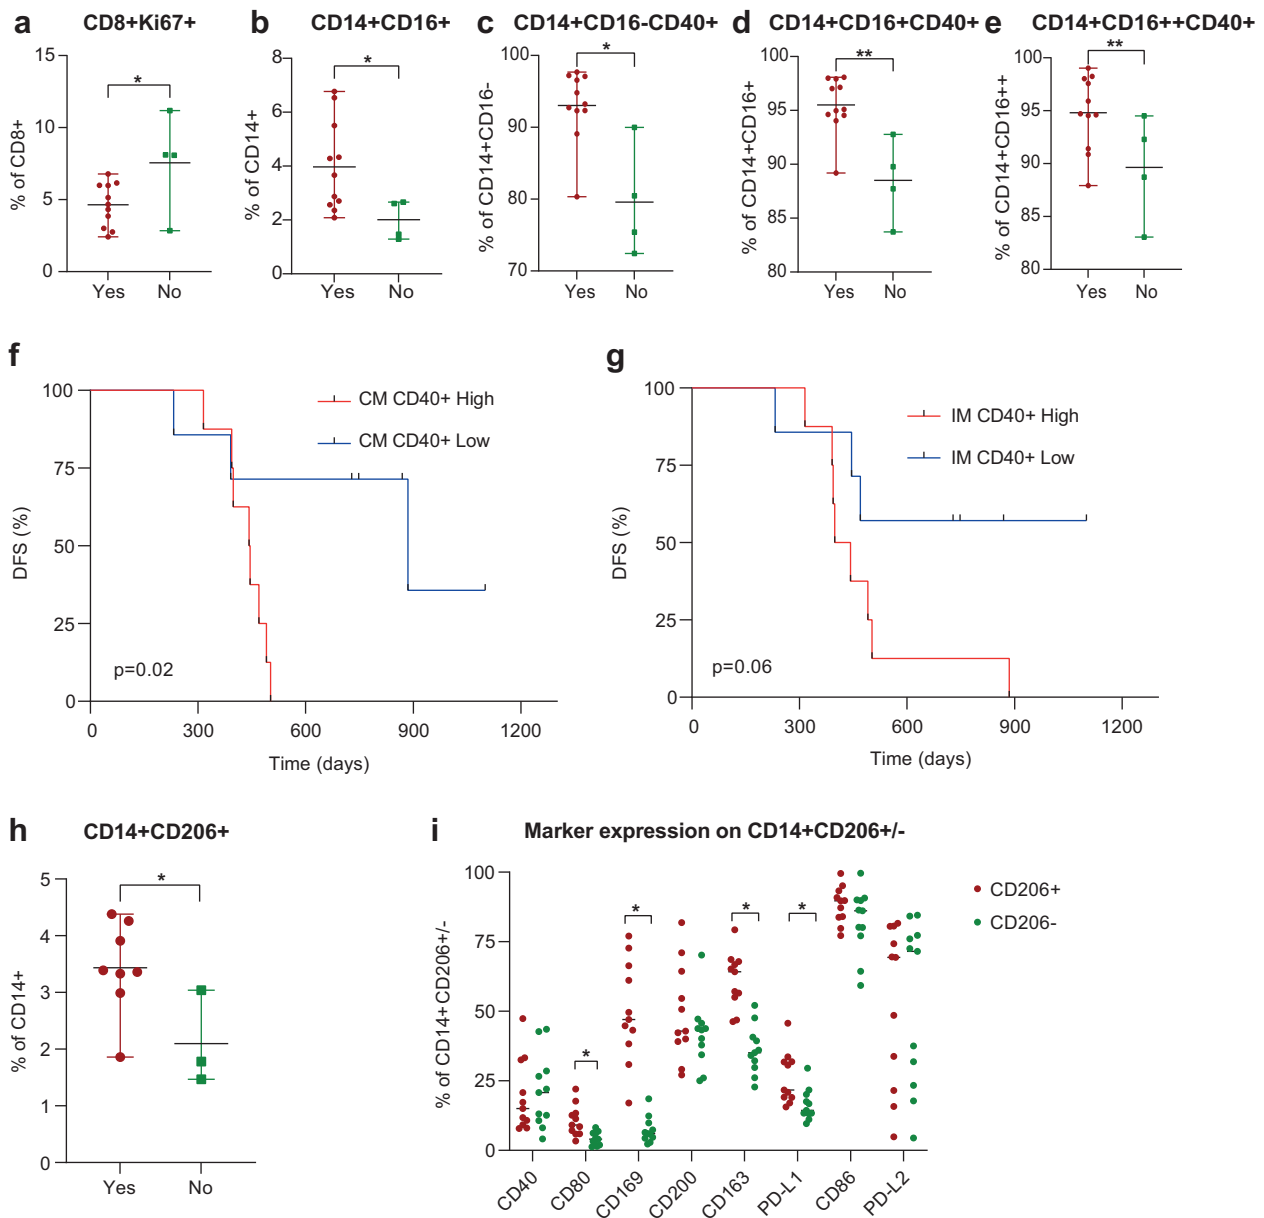 a CD8+Ki67+
% of CD8+
15
10
5
0
*
Yes No
b CD14+CD16+
% of CD14+
8
6
4
2
0
*
Yes No
c CD14+CD16-CD40+
% of CD14+CD16-
100
90
80
70
*
Yes No
d CD14+CD16+CD40+
% of CD14+CD16+
100
95
90
85
80
**
Yes No
e CD14+CD16++CD40+
% of CD14+CD16++
100
95
90
95
80
**
Yes No
f
DFS (%)
100
75
50
25
0
CM CD40+ High
CM CD40+ Low
p=0.02
0 300 600 900 1200
Time (days)
g
DFS (%)
100
75
50
25
0
IM CD40+ High
IM CD40+ Low
p=0.06
0 300 600 900 1200
Time (days)
h CD14+CD206+
% of CD14+
5
4
3
2
1
0
*
Yes No
i Marker expression on CD14+CD206+/-
% of CD14+CD206+/-
100
75
50
25
0
* * * *
CD206+
CD206-
CD40 CD80 CD169 CD200 CD163 PD-L1 CD86 PD-L2